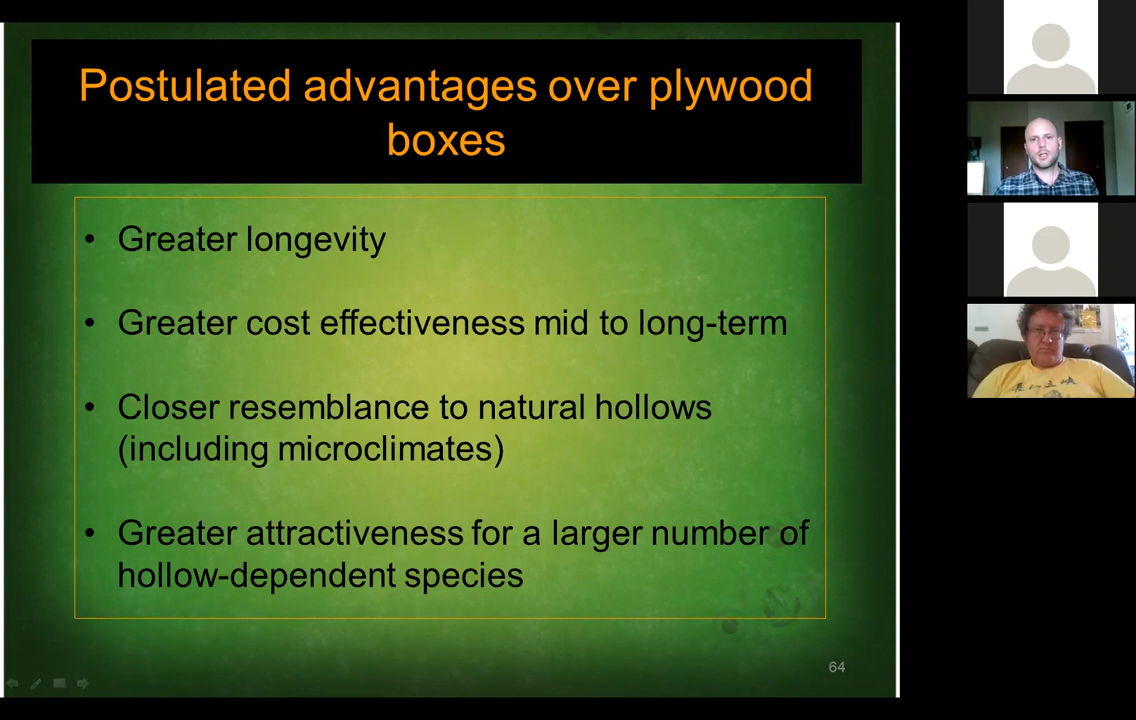 Postulated advantages over plywood
boxes
• Greater longevity
• Greater cost effectiveness mid to long-term
• Closer resemblance to natural hollows
(including microclimates)
• Greater attractiveness for a larger number of
hollow-dependent species
64